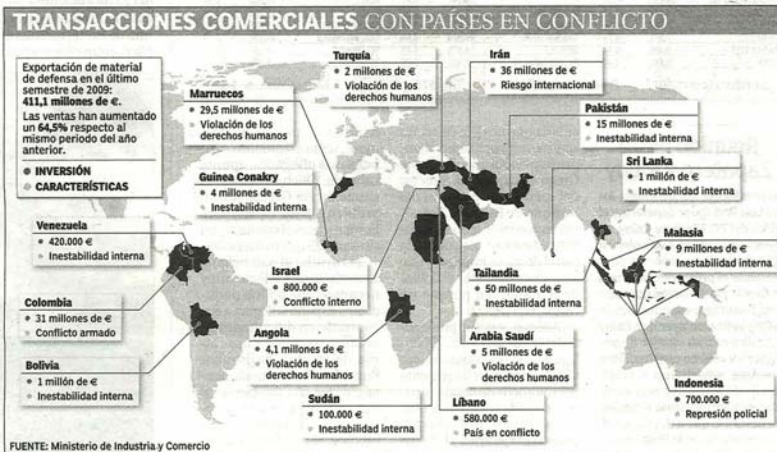 TRANSACCIONES COMERCIALES CON PAÍSES EN CONFLICTO
Exportación de material
de defensa en el último
semestre de 2009:
411,1 millones de €.
Las ventas han aumentado
un 64,5% respecto al
mismo periodo del año
anterior.
INVERSIÓN
CARACTERÍSTICAS
Marruecos
29,5 millones de €
Violación de los
derechos humanos
Turquía
2 millones de €
Violación de los
derechos humanos
Irán
36 millones de €
Riesgo internacional
Pakistán
15 millones de €
Inestabilidad interna
Guinea Conakry
4 millones de €
Inestabilidad interna
Sri Lanka
1 millón de €
Inestabilidad interna
Venezuela
420.000 €
Inestabilidad interna
Malasia
9 millones de €
Inestabilidad interna
Israel
800.000 €
Conflicto interno
Tailandia
50 millones de €
Inestabilidad interna
Colombia
31 millones de €
Conflicto armado
Angola
4,1 millones de €
Violación de los
derechos humanos
Arabia Saudí
5 millones de €
Violación de los
derechos humanos
Bolivia
1 millón de €
Inestabilidad interna
Indonesia
700.000 €
Represión policial
Sudán
100.000 €
Inestabilidad interna
Líbano
580.000 €
País en conflicto
FUENTE: Ministerio de Industria y Comercio